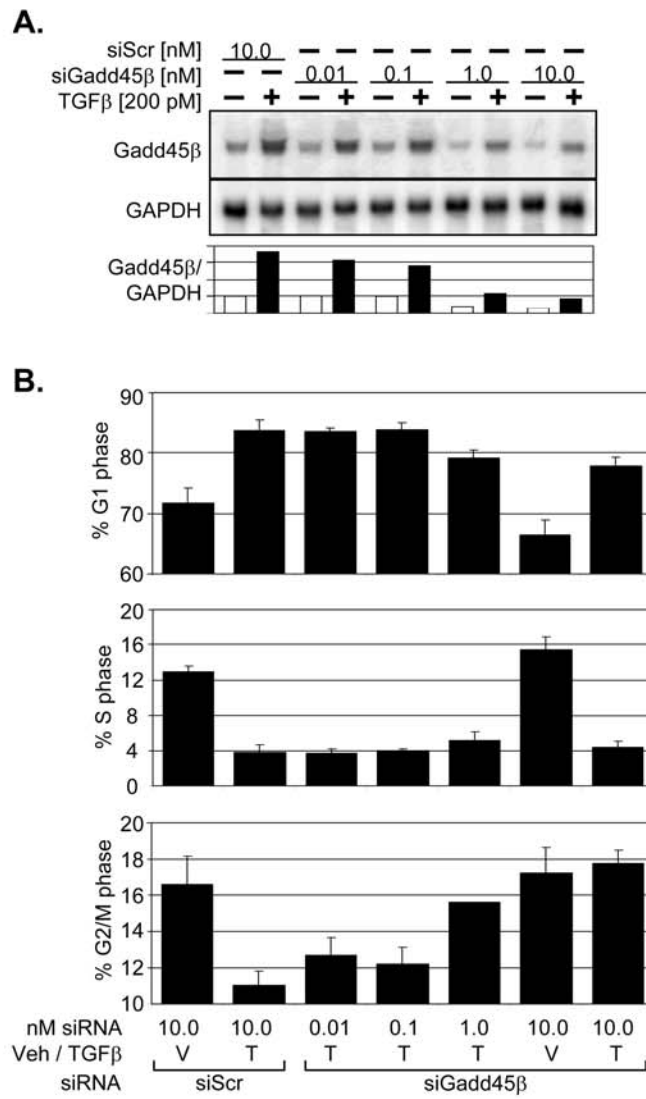 A.
siScr [nM] 10.0 – – – – – – – –
siGadd45β [nM] – – 0.01 0.1 1.0 10.0
TGFβ [200 pM] – + – + – + – + – +
Gadd45β
GAPDH
Gadd45β/
GAPDH
B.
% G1 phase
90
80
70
60
% S phase
20
16
12
8
4
0
% G2/M phase
20
18
16
14
12
10
nM siRNA 10.0 10.0 0.01 0.1 1.0 10.0 10.0
Veh / TGFβ V T T T T V T
siRNA siScr siGadd45β